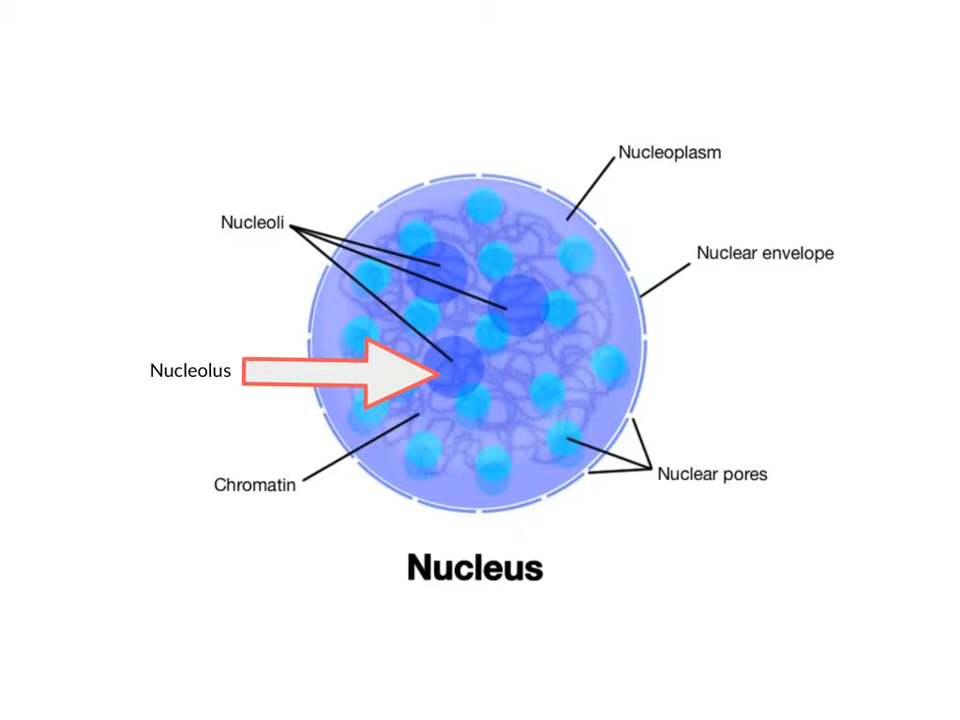 Nucleoplasm
Nucleoli
Nuclear envelope
Nucleolus
Chromatin
Nuclear pores
Nucleus